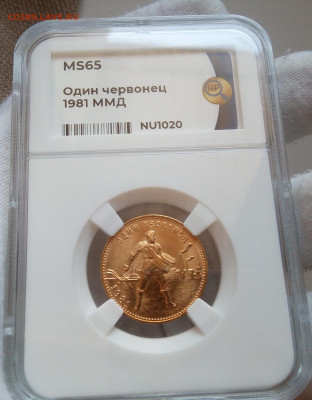 MS65
Один червонец
1981 ММД
NU1020
ОДИН ЧЕРВОНЕЦ